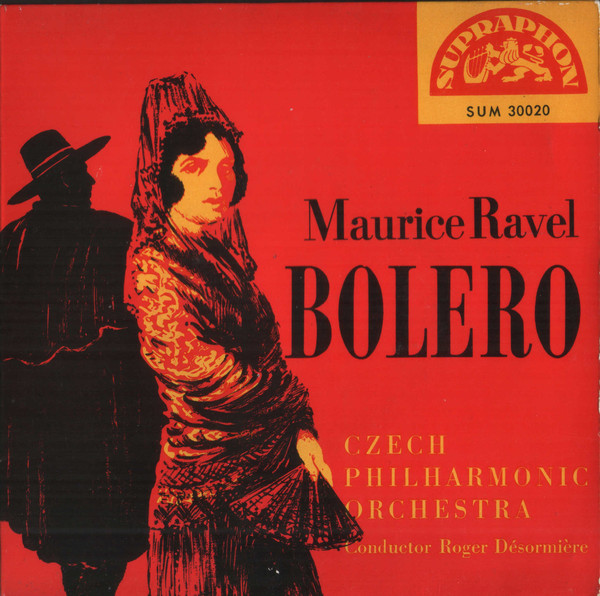 SUPRAPHON
SUM 30020
Maurice Ravel
BOLERO
CZECH
PHILHARMONIC
ORCHESTRA
Conductor Roger Désormière